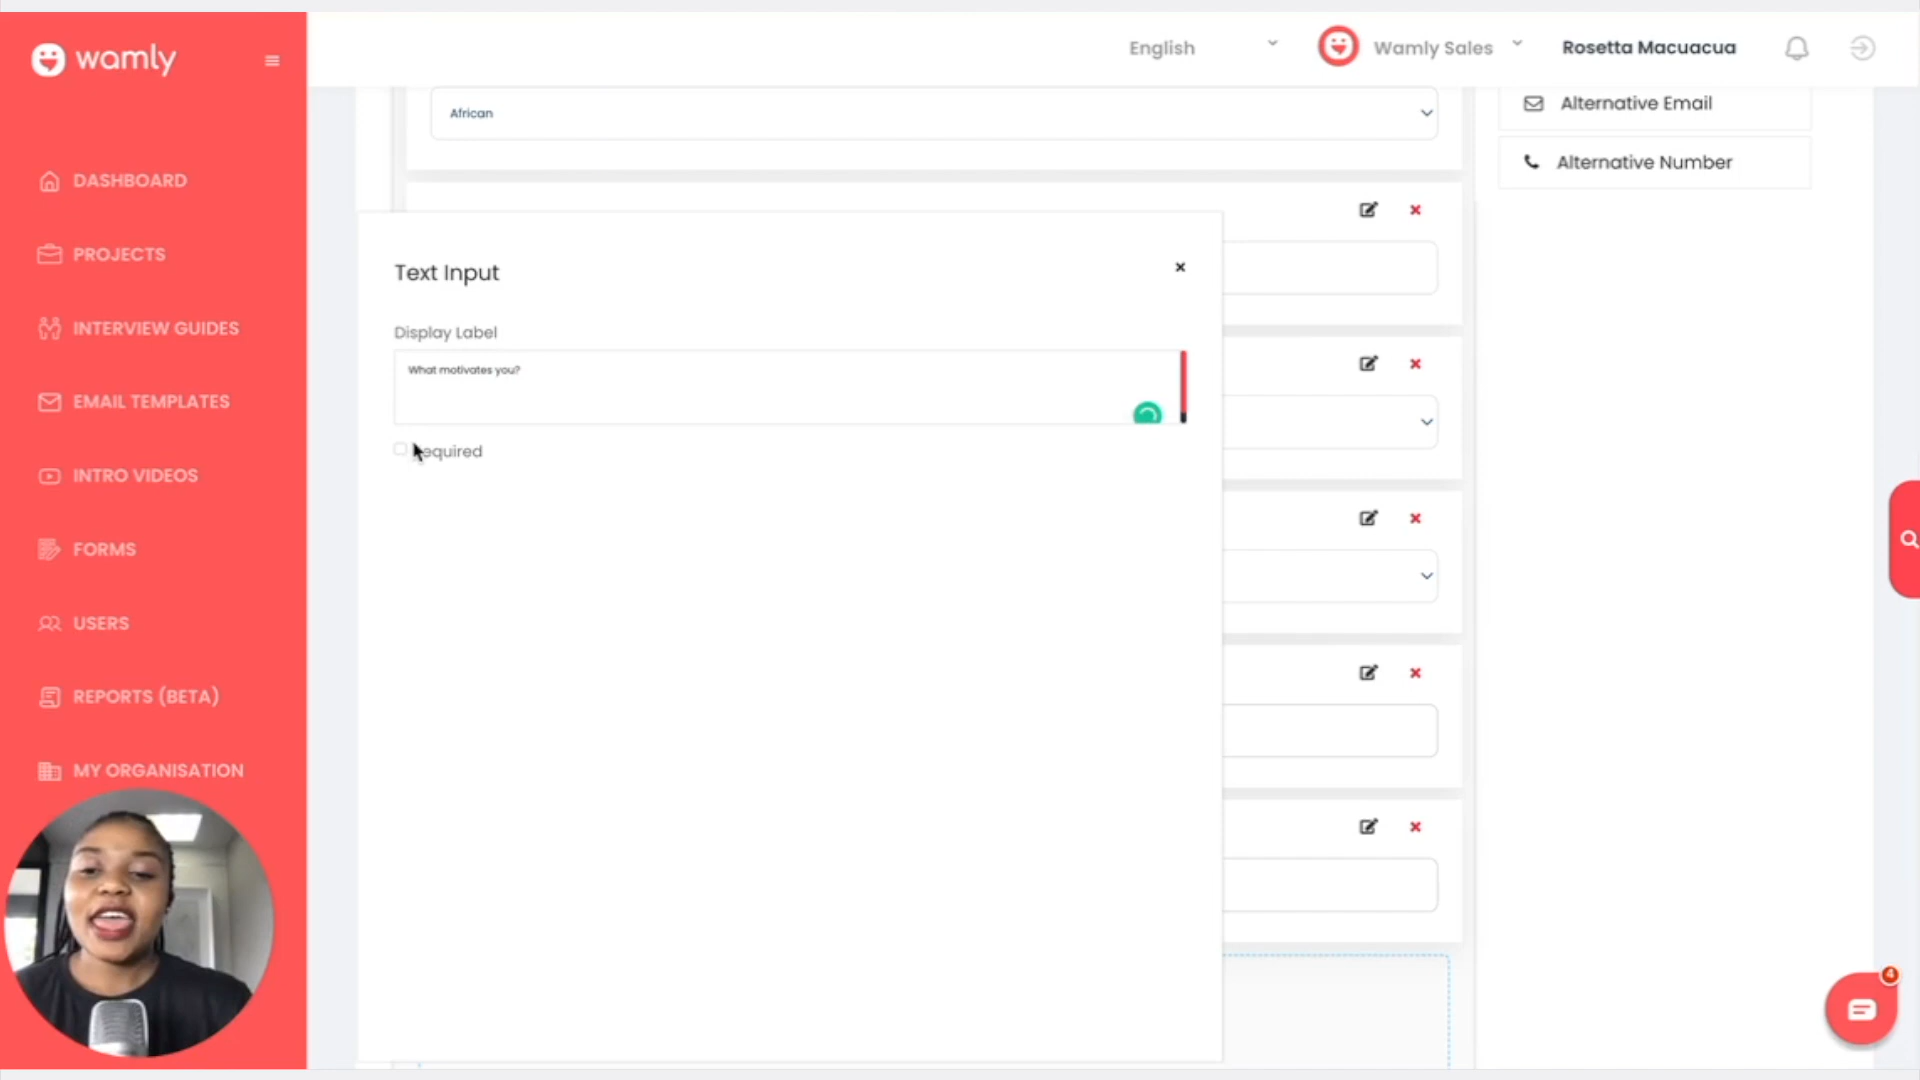 wamly
English
Wamly Sales
Rosetta Macuacua
DASHBOARD
PROJECTS
INTERVIEW GUIDES
EMAIL TEMPLATES
INTRO VIDEOS
FORMS
USERS
REPORTS (BETA)
MY ORGANISATION
African
Text Input
Display Label
What motivates you?
equired
Alternative Email
Alternative Number
4